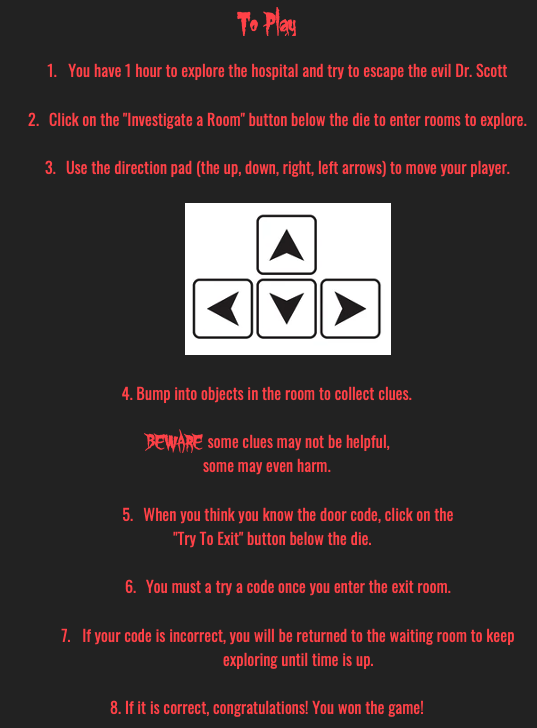 To Play
1. You have 1 hour to explore the hospital and try to escape the evil Dr. Scott
2. Click on the "Investigate a Room" button below the die to enter rooms to explore.
3. Use the direction pad (the up, down, right, left arrows) to move your player.
4. Bump into objects in the room to collect clues.
BEWARE some clues may not be helpful,
some may even harm.
5. When you think you know the door code, click on the
"Try To Exit" button below the die.
6. You must a try a code once you enter the exit room.
7. If your code is incorrect, you will be returned to the waiting room to keep
exploring until time is up.
8. If it is correct, congratulations! You won the game!